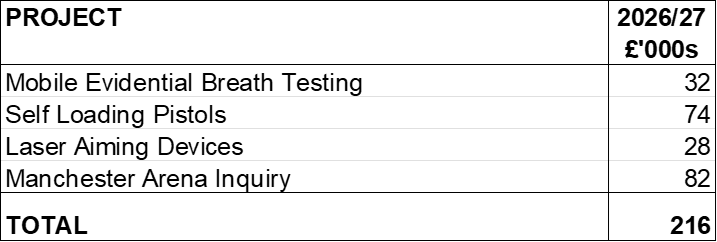 PROJECT 2026/27
£'000s
Mobile Evidential Breath Testing 32
Self Loading Pistols 74
Laser Aiming Devices 28
Manchester Arena Inquiry 82
TOTAL 216